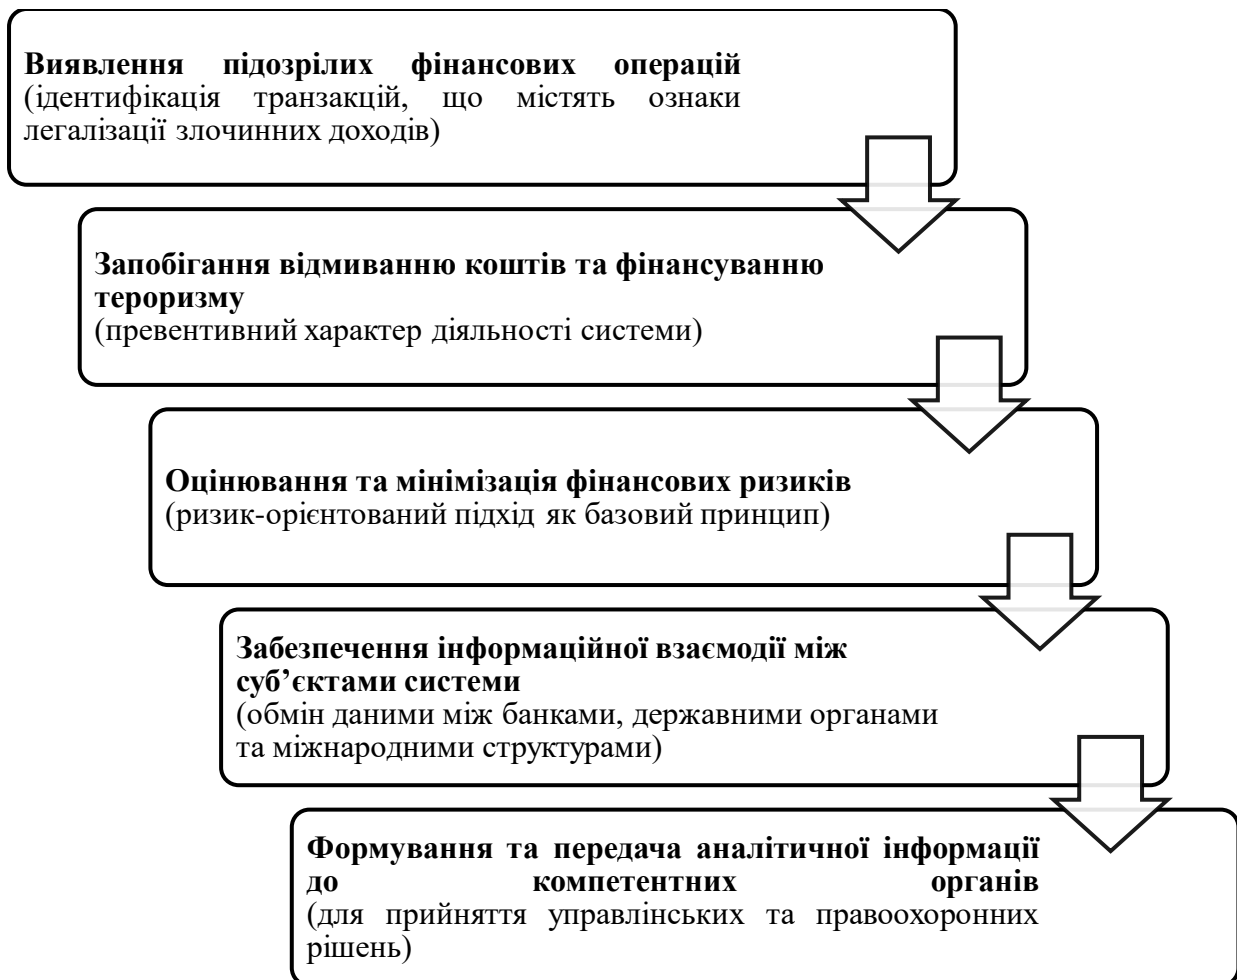 Виявлення підозрілих фінансових операцій
(ідентифікація транзакцій, що містять ознаки
легалізації злочинних доходів)
Запобігання відмиванню коштів та фінансуванню
тероризму
(превентивний характер діяльності системи)
Оцінювання та мінімізація фінансових ризиків
(ризик-орієнтований підхід як базовий принцип)
Забезпечення інформаційної взаємодії між
суб’єктами системи
(обмін даними між банками, державними органами
та міжнародними структурами)
Формування та передача аналітичної інформації
до компетентних органів
(для прийняття управлінських та правоохоронних
рішень)